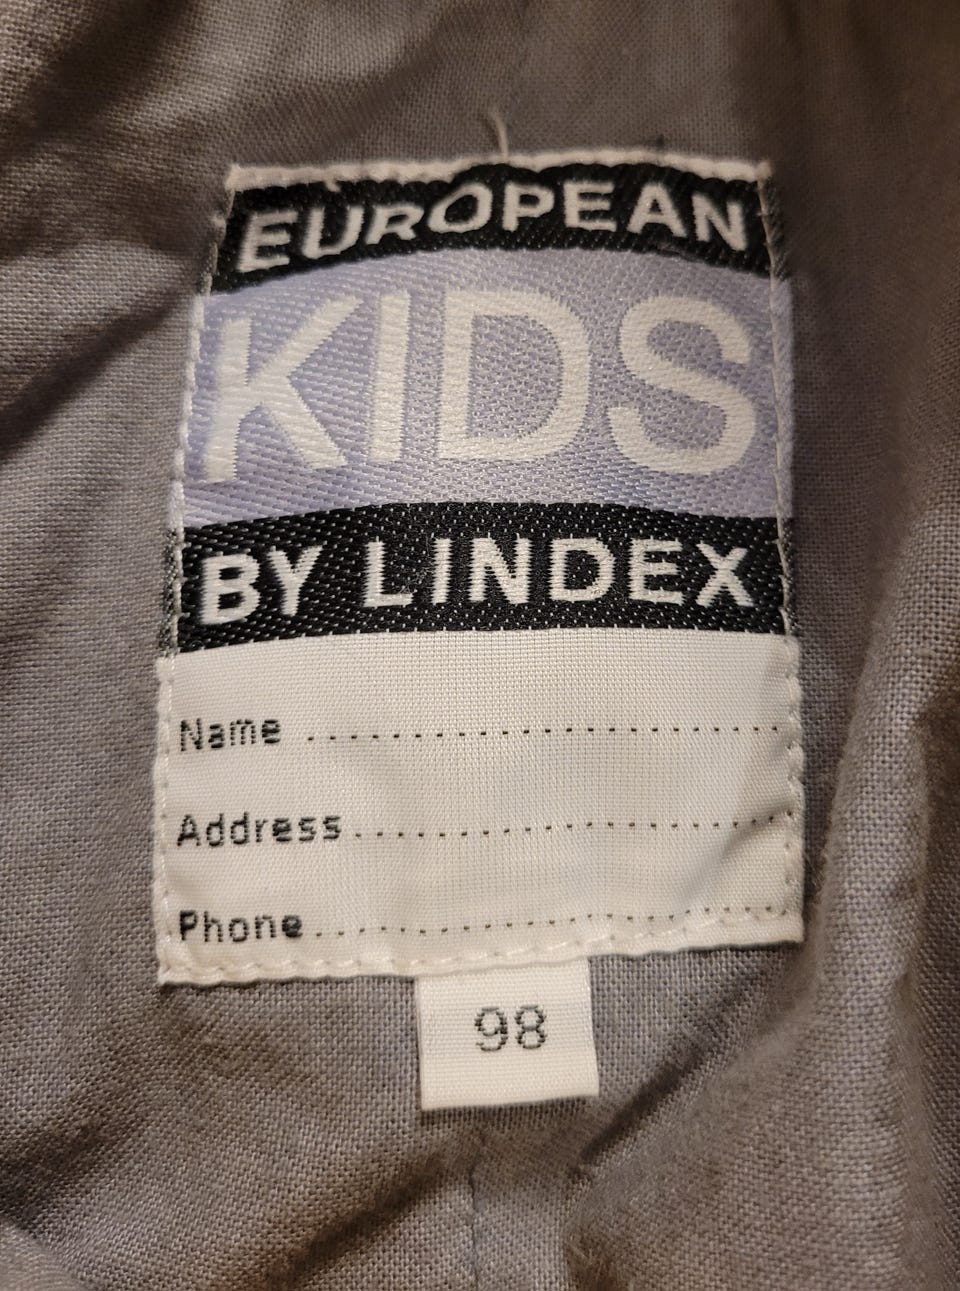 EUROPEAN
KIDS
BY LINDEX
Name ........................
Address......................
Phone........................
98